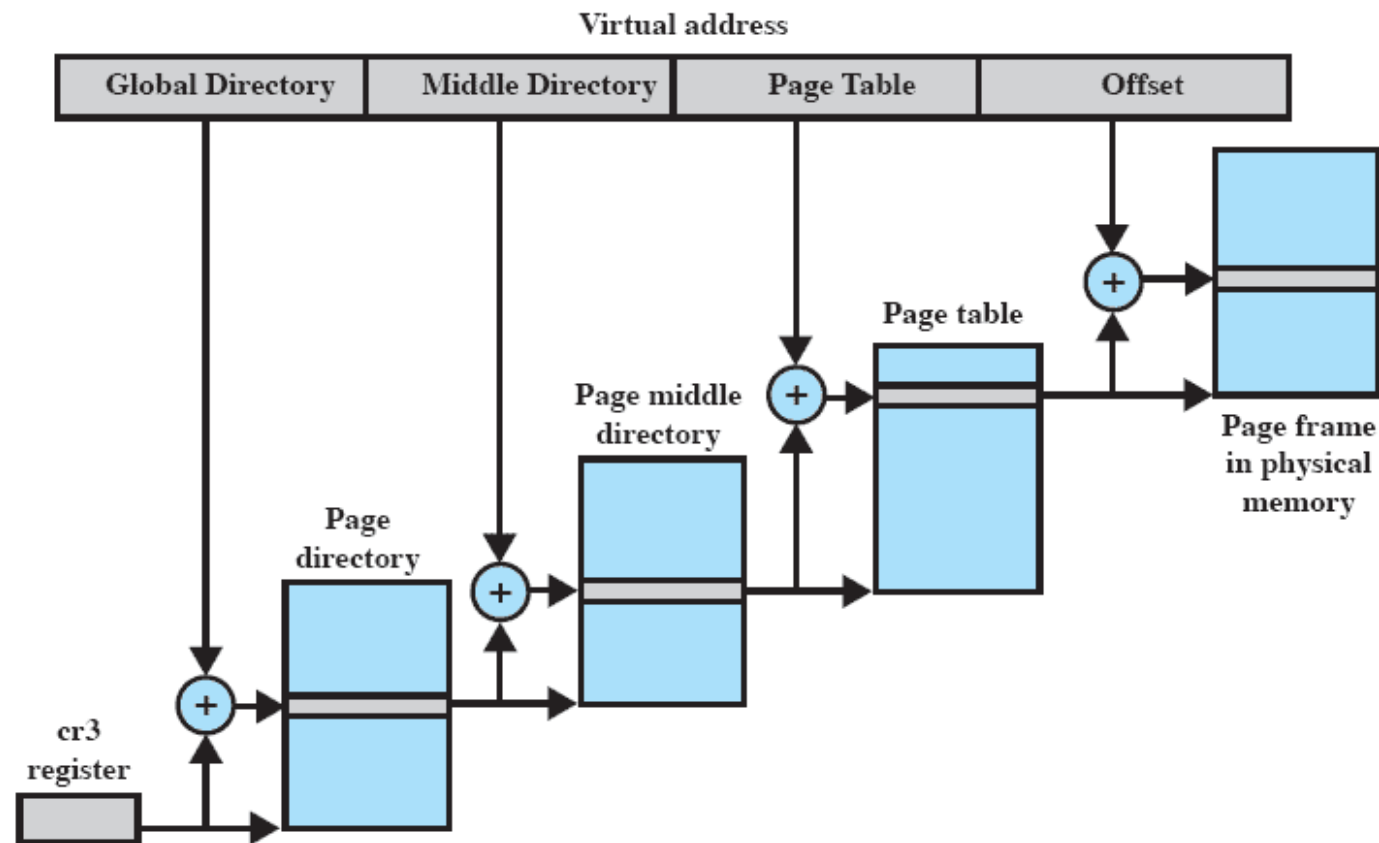 Virtual address
Global Directory
Middle Directory
Page Table
Offset
Page table
Page middle
directory
Page frame
in physical
memory
Page
directory
cr3
register
+
+
+
+